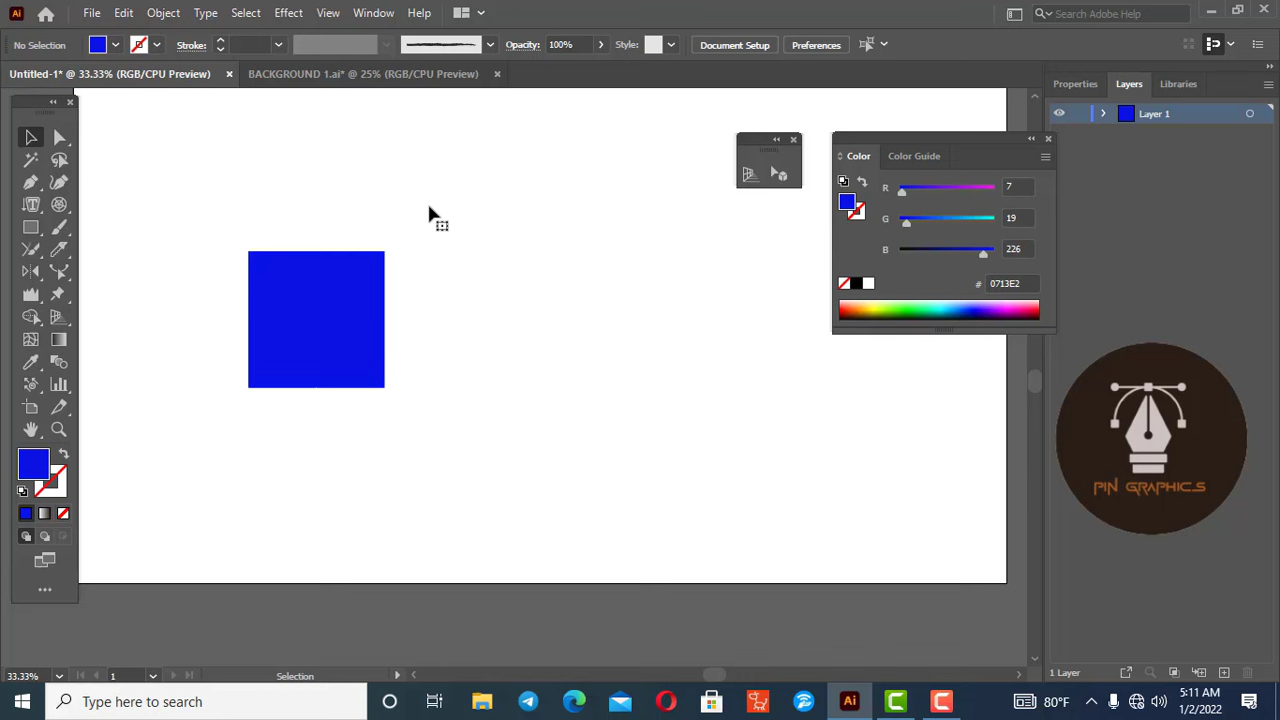 Ai File Edit Object Type Select Effect View Window Help Search Adobe Help
No Selection Stroke: Opacity: 100% Style: Document Setup Preferences
Untitled-1* @ 33.33% (RGB/CPU Preview) BACKGROUND 1.ai* @ 25% (RGB/CPU Preview)
Properties Layers Libraries
Layer 1
Color Color Guide
R 7
G 19
B 226
# 0713E2
PIN GRAPHICS
33.33% 1 Selection 1 Layer
Type here to search Ai 80°F 5:11 AM
1/2/2022